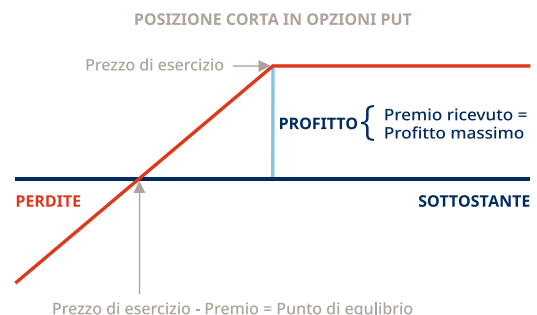 POSIZIONE CORTA IN OPZIONI PUT
Prezzo di esercizio
PROFITTO { Premio ricevuto =
Profitto massimo
PERDITE
SOTTOSTANTE
Prezzo di esercizio - Premio = Punto di equlibrio